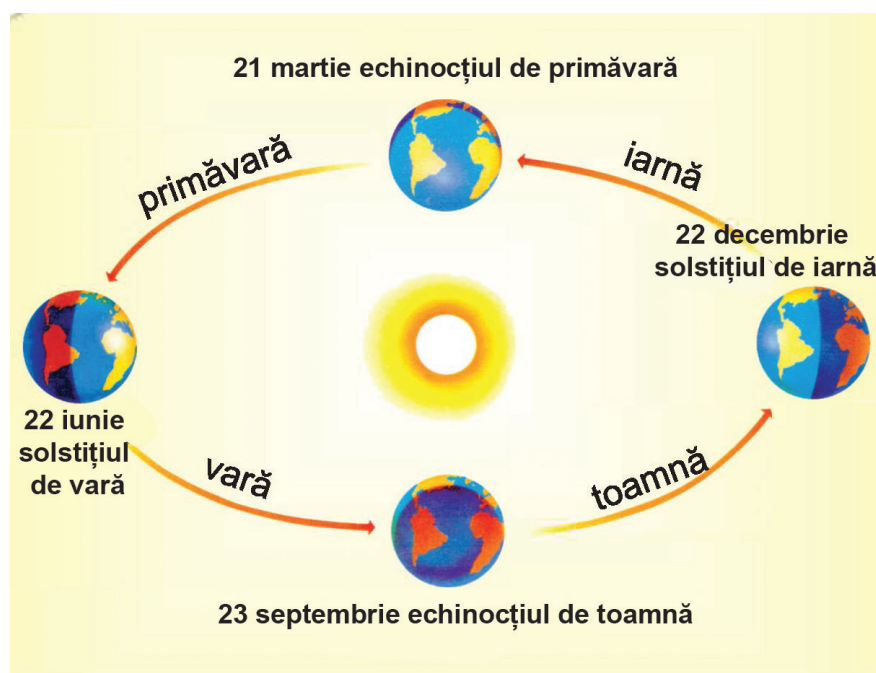 21 martie echinocțiul de primăvară
primăvară
iarnă
22 decembrie
solstițiul de iarnă
22 iunie
solstițiul
de vară
vară
toamnă
23 septembrie echinocțiul de toamnă